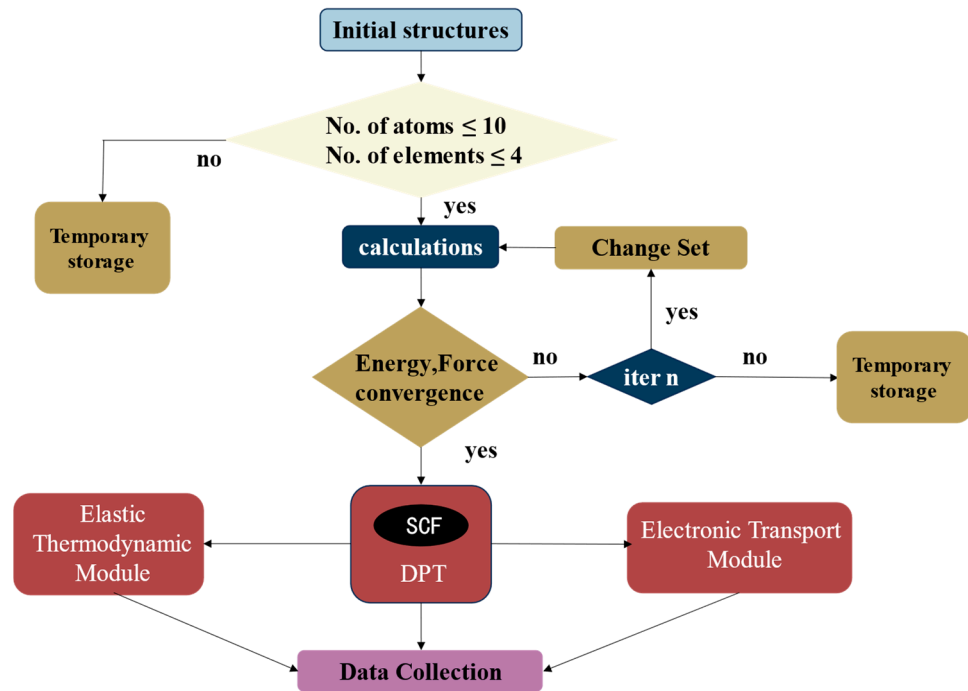 Initial structures
No. of atoms ≤ 10
No. of elements ≤ 4
no
yes
Temporary
storage
calculations
Change Set
yes
Energy,Force
convergence
no
iter n
no
Temporary
storage
yes
Elastic
Thermodynamic
Module
SCF
DPT
Electronic Transport
Module
Data Collection